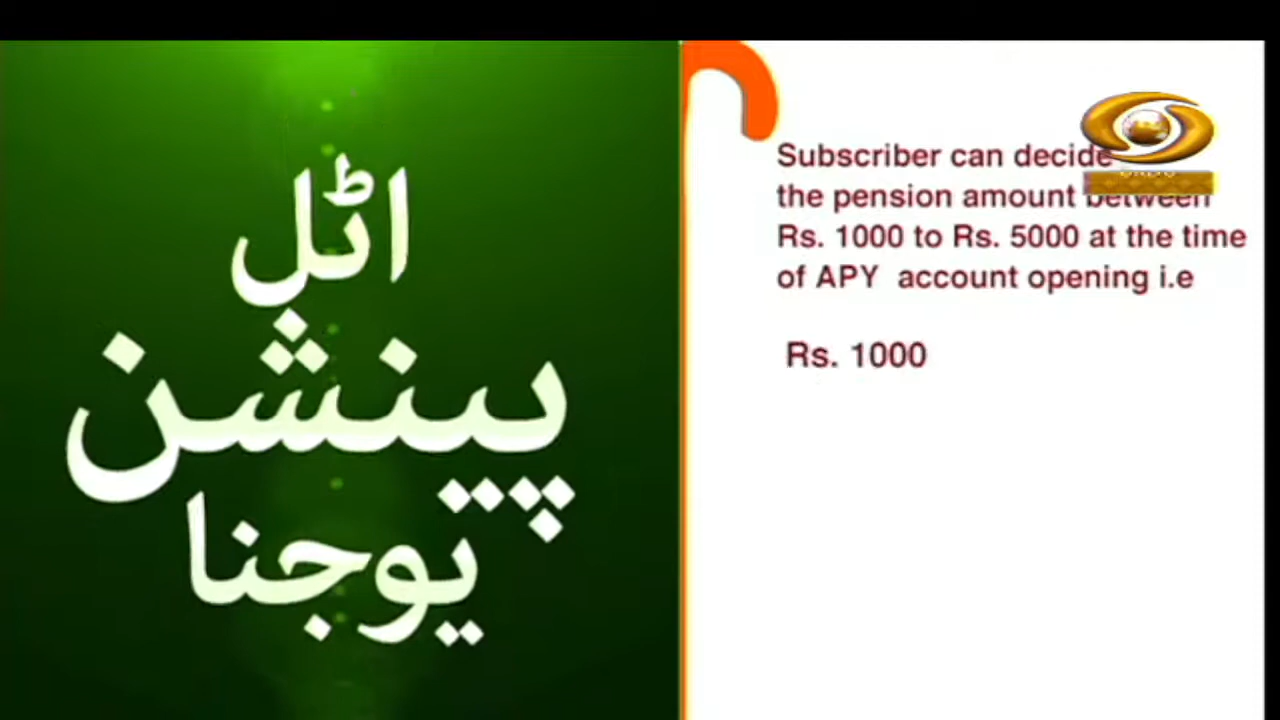 اٹل
پینشن
یوجنا
Subscriber can decide
the pension amount between
Rs. 1000 to Rs. 5000 at the time
of APY account opening i.e
Rs. 1000